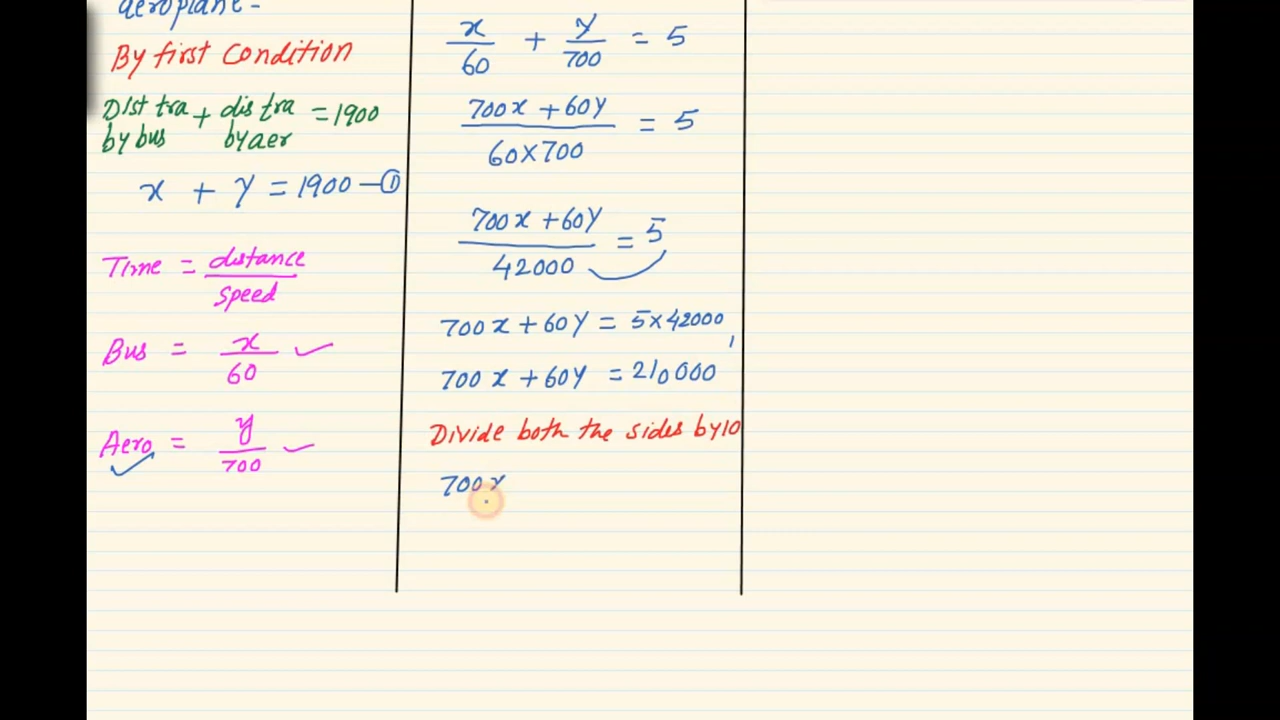 aeroplane -
By first condition
Dist tra + dis tra = 1900
by bus by aer
x + y = 1900 - ①
Time = distance
speed
Bus = x
60
Aero = y
700
x + y = 5
60 700
700x + 60y = 5
60×700
700x + 60y = 5
42000
700x + 60y = 5×42000
700x + 60y = 210000
Divide both the sides by 10
700x